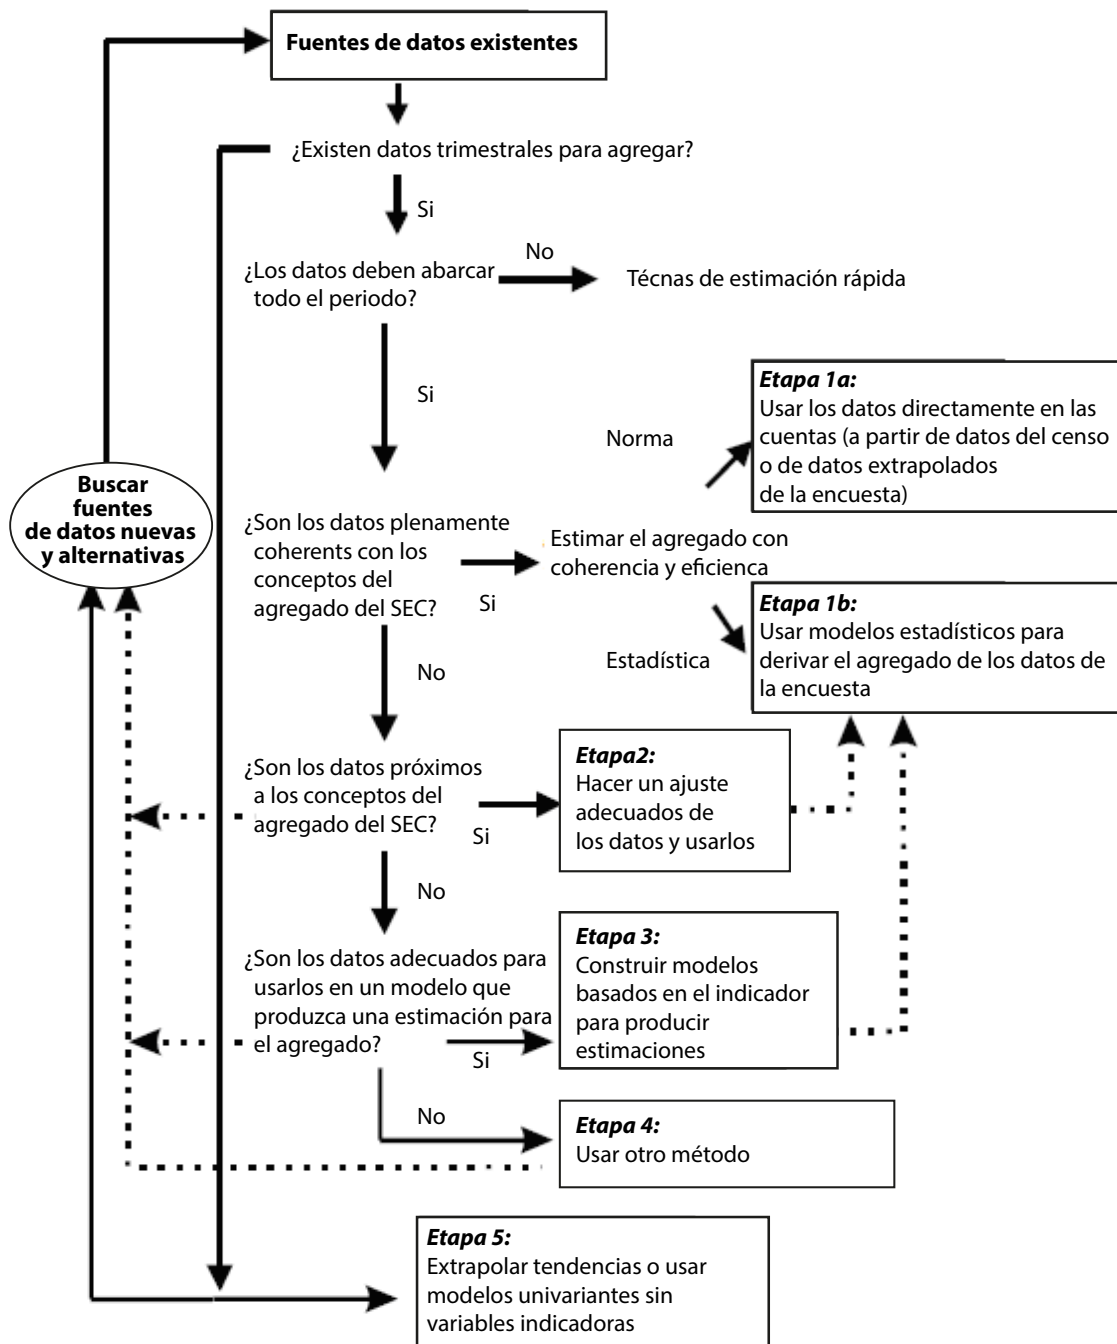 Fuentes de datos existentes
¿Existen datos trimestrales para agregar?
Si
¿Los datos deben abarcar
todo el periodo?
No
Técnas de estimación rápida
Si
Norma
Etapa 1a:
Usar los datos directamente en las
cuentas (a partir de datos del censo
o de datos extrapolados
de la encuesta)
Buscar
fuentes
de datos nuevas
y alternativas
¿Son los datos plenamente
coherents con los
conceptos del
agregado del SEC?
Si
Estimar el agregado con
coherencia y eficienca
Estadística
Etapa 1b:
Usar modelos estadísticos para
derivar el agregado de los datos de
la encuesta
No
¿Son los datos próximos
a los conceptos del
agregado del SEC?
Si
Etapa2:
Hacer un ajuste
adecuados de
los datos y usarlos
No
¿Son los datos adecuados para
usarlos en un modelo que
produzca una estimación para
el agregado?
Si
Etapa 3:
Construir modelos
basados en el indicador
para producir
estimaciones
No
Etapa 4:
Usar otro método
Etapa 5:
Extrapolar tendencias o usar
modelos univariantes sin
variables indicadoras